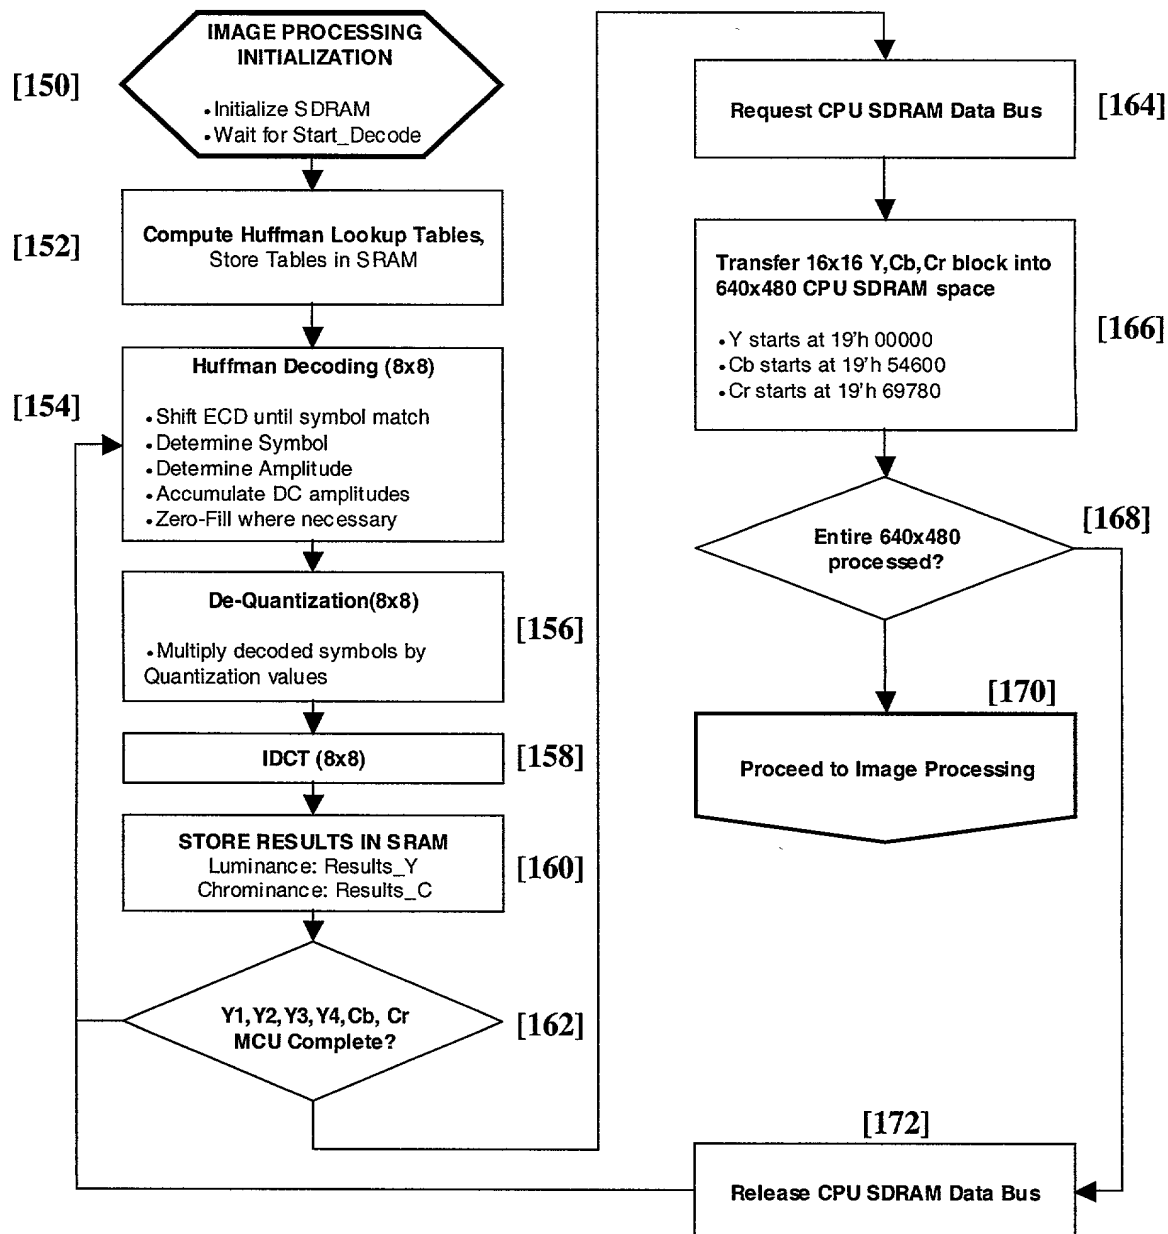 IMAGE PROCESSING
INITIALIZATION
[150]
•Initialize SDRAM
•Wait for Start_Decode
[152]
Compute Huffman Lookup Tables,
Store Tables in SRAM
Huffman Decoding (8x8)
[154]
•Shift ECD until symbol match
•Determine Symbol
•Determine Amplitude
•Accumulate DC amplitudes
•Zero-Fill where necessary
De-Quantization(8x8)
[156]
•Multiply decoded symbols by
Quantization values
IDCT (8x8)
[158]
STORE RESULTS IN SRAM
Luminance: Results_Y
Chrominance: Results_C
[160]
Y1,Y2,Y3,Y4,Cb, Cr
MCU Complete?
[162]
Request CPU SDRAM Data Bus
[164]
Transfer 16x16 Y,Cb,Cr block into
640x480 CPU SDRAM space
[166]
•Y starts at 19'h 00000
•Cb starts at 19'h 54600
•Cr starts at 19'h 69780
[168]
Entire 640x480
processed?
[170]
Proceed to Image Processing
[172]
Release CPU SDRAM Data Bus